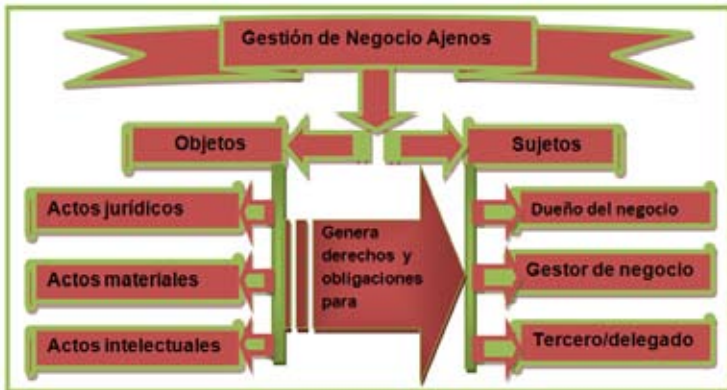 Gestión de Negocio Ajenos
Objetos
Sujetos
Actos jurídicos
Actos materiales
Actos intelectuales
Genera
derechos y
obligaciones
para
Dueño del negocio
Gestor de negocio
Tercero/delegado